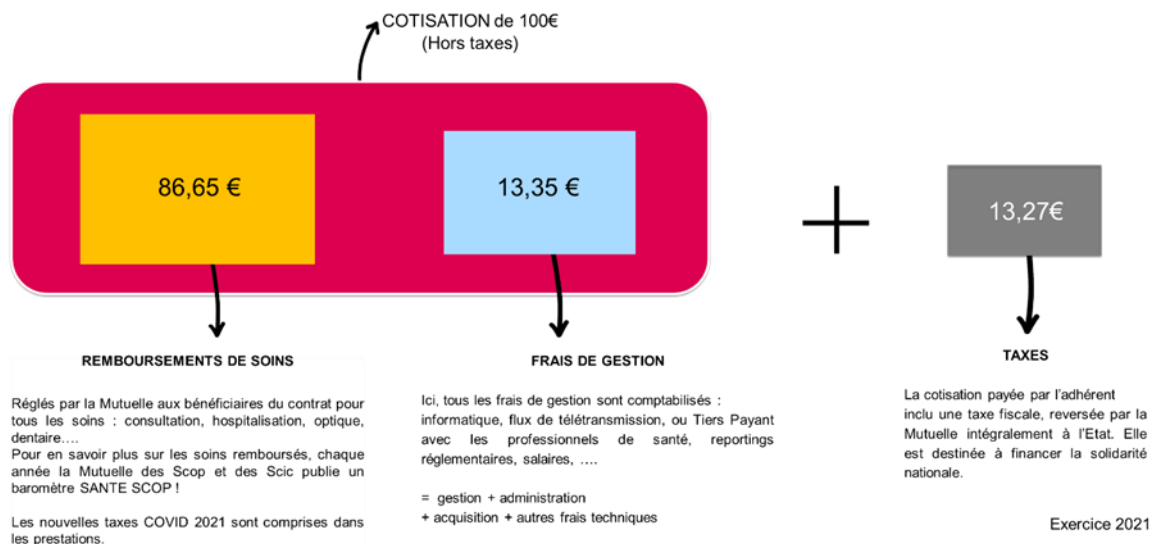 COTISATION de 100€
(Hors taxes)
86,65 €
13,35 €
13,27€
REMBOURSEMENTS DE SOINS
Réglés par la Mutuelle aux bénéficiaires du contrat pour
tous les soins : consultation, hospitalisation, optique,
dentaire….
Pour en savoir plus sur les soins remboursés, chaque
année la Mutuelle des Scop et des Scic publie un
baromètre SANTE SCOP !
Les nouvelles taxes COVID 2021 sont comprises dans
les prestations.
FRAIS DE GESTION
Ici, tous les frais de gestion sont comptabilisés :
informatique, flux de télétransmission, ou Tiers Payant
avec les professionnels de santé, reportings
réglementaires, salaires, ….
= gestion + administration
+ acquisition + autres frais techniques
TAXES
La cotisation payée par l'adhérent
inclu une taxe fiscale, reversée par la
Mutuelle intégralement à l'Etat. Elle
est destinée à financer la solidarité
nationale.
Exercice 2021